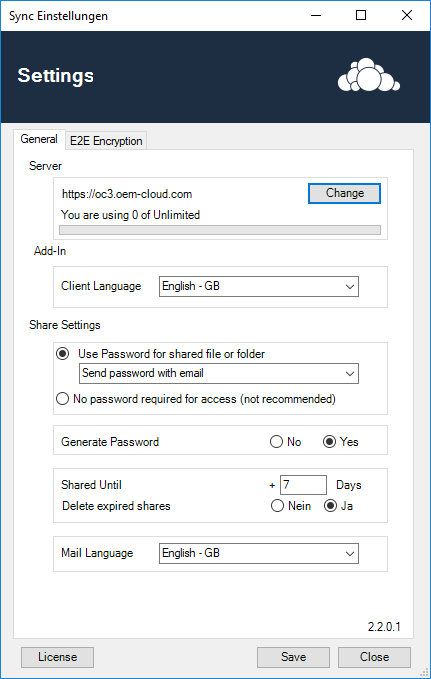 Sync Einstellungen
Settings
General
E2E Encryption
Server
https://oc3.oem-cloud.com
Change
You are using 0 of Unlimited
Add-In
Client Language
English - GB
Share Settings
Use Password for shared file or folder
Send password with email
No password required for access (not recommended)
Generate Password No Yes
Shared Until + 7 Days
Delete expired shares Nein Ja
Mail Language English - GB
2.2.0.1
License Save Close